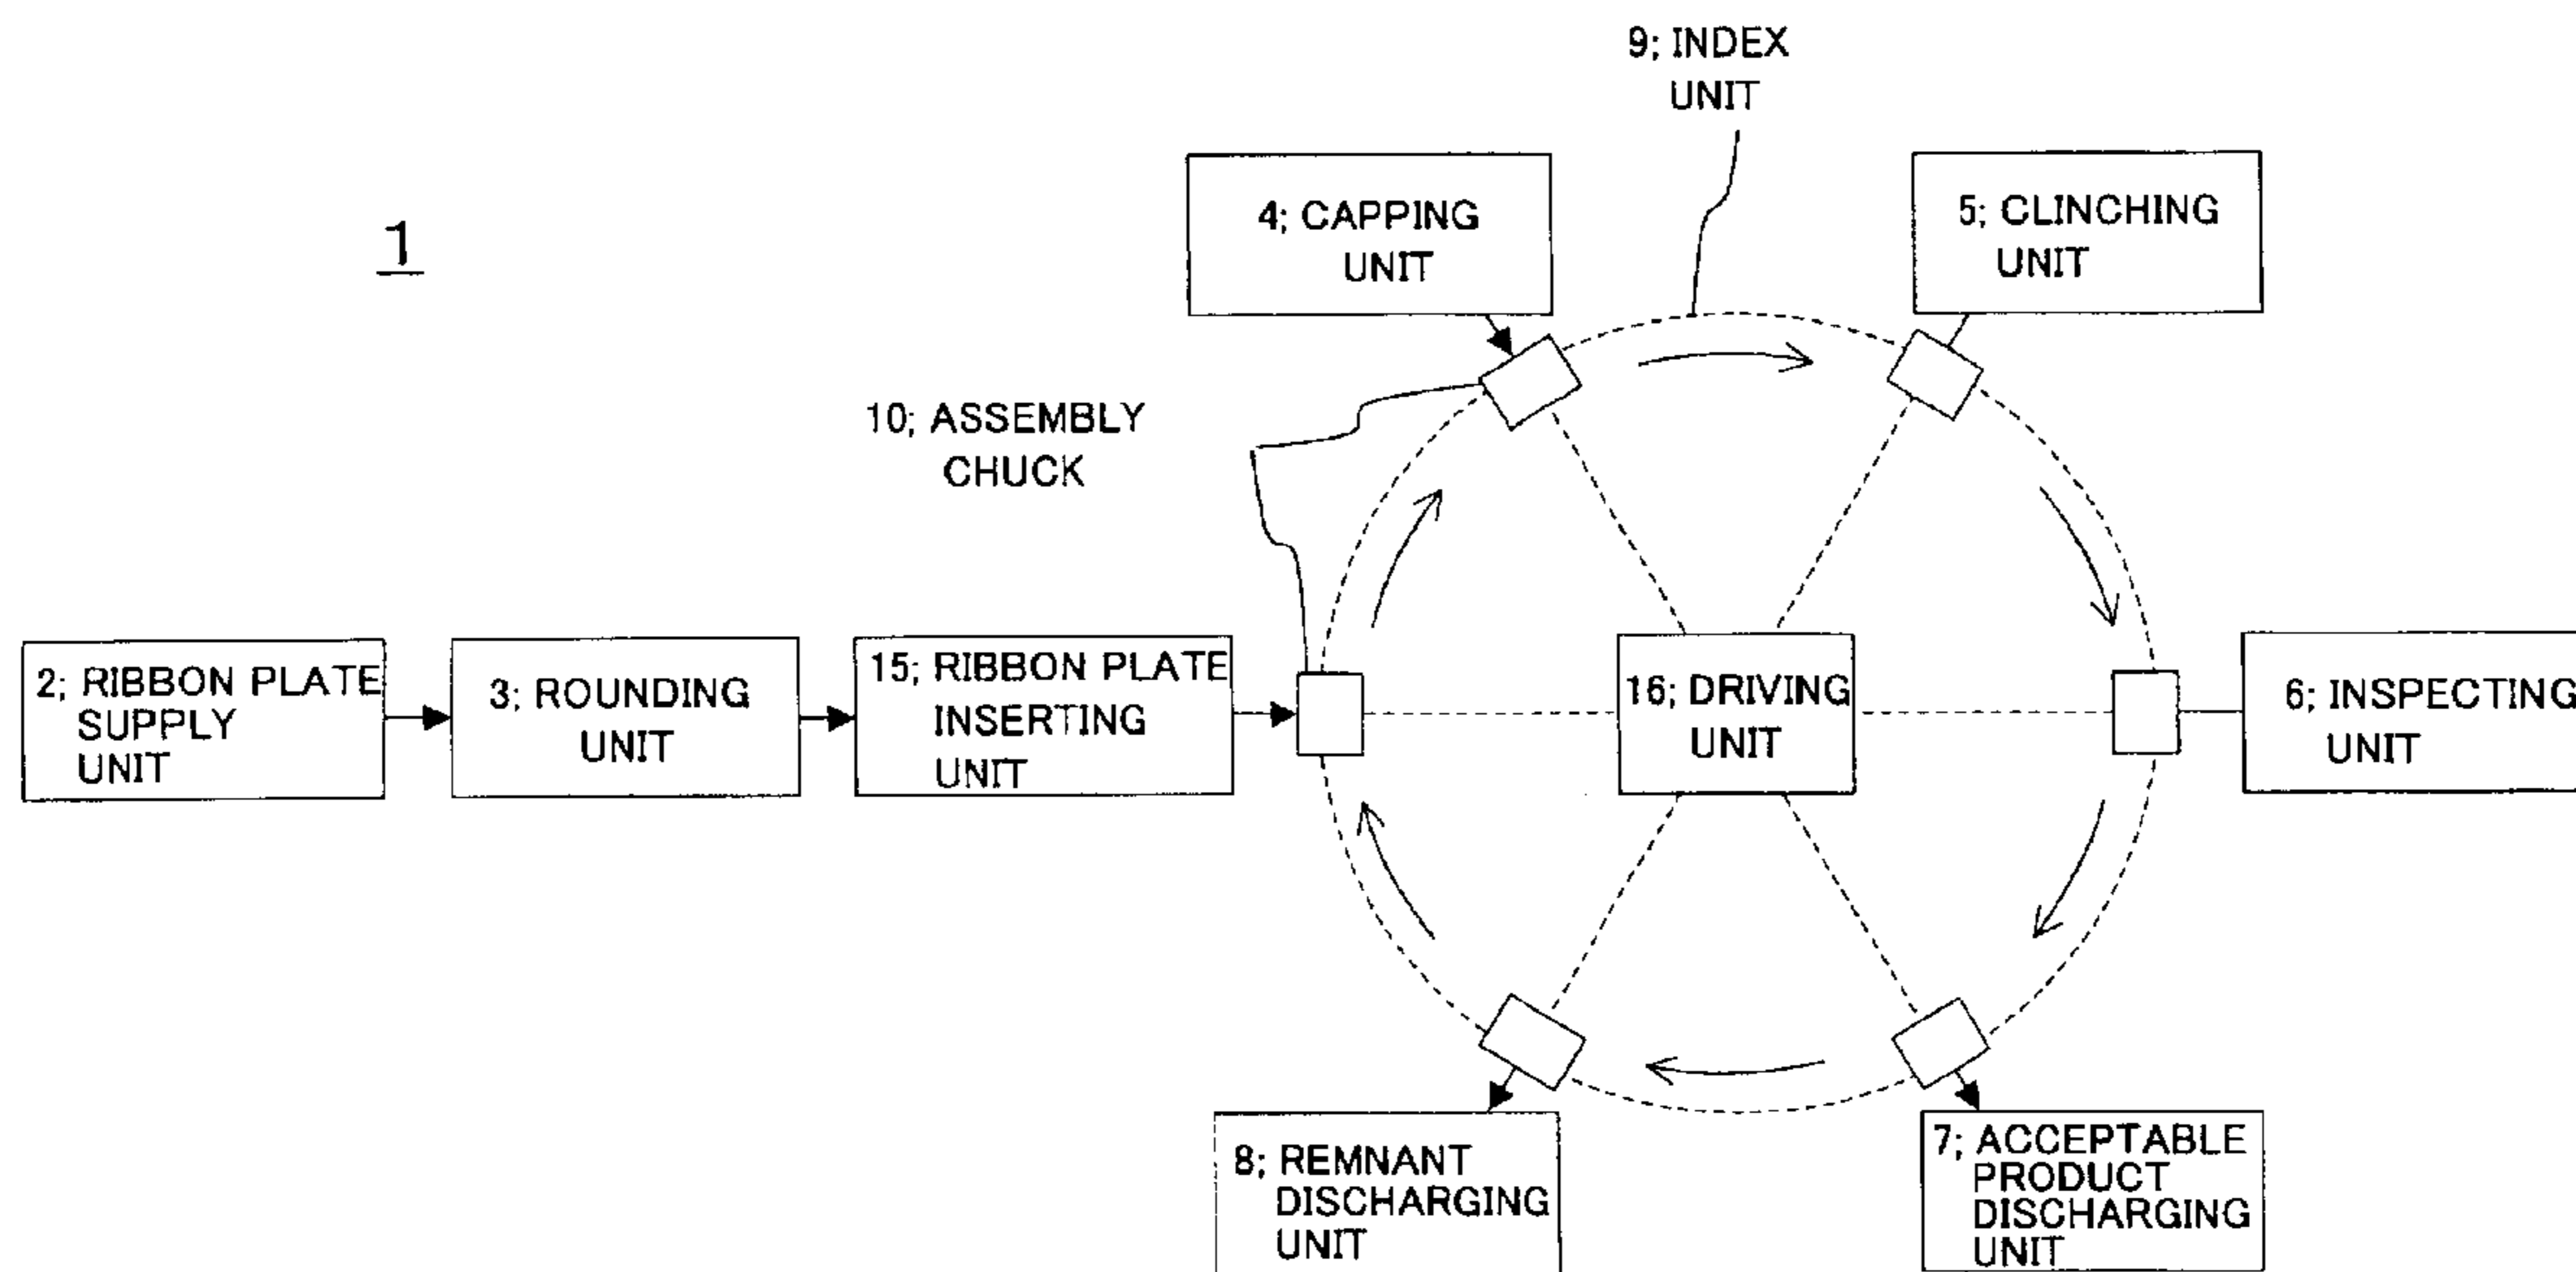 9; INDEX
UNIT
1
4; CAPPING
UNIT
5; CLINCHING
UNIT
10; ASSEMBLY
CHUCK
2; RIBBON PLATE
SUPPLY
UNIT
3; ROUNDING
UNIT
15; RIBBON PLATE
INSERTING
UNIT
16; DRIVING
UNIT
6; INSPECTING
UNIT
8; REMNANT
DISCHARGING
UNIT
7; ACCEPTABLE
PRODUCT
DISCHARGING
UNIT